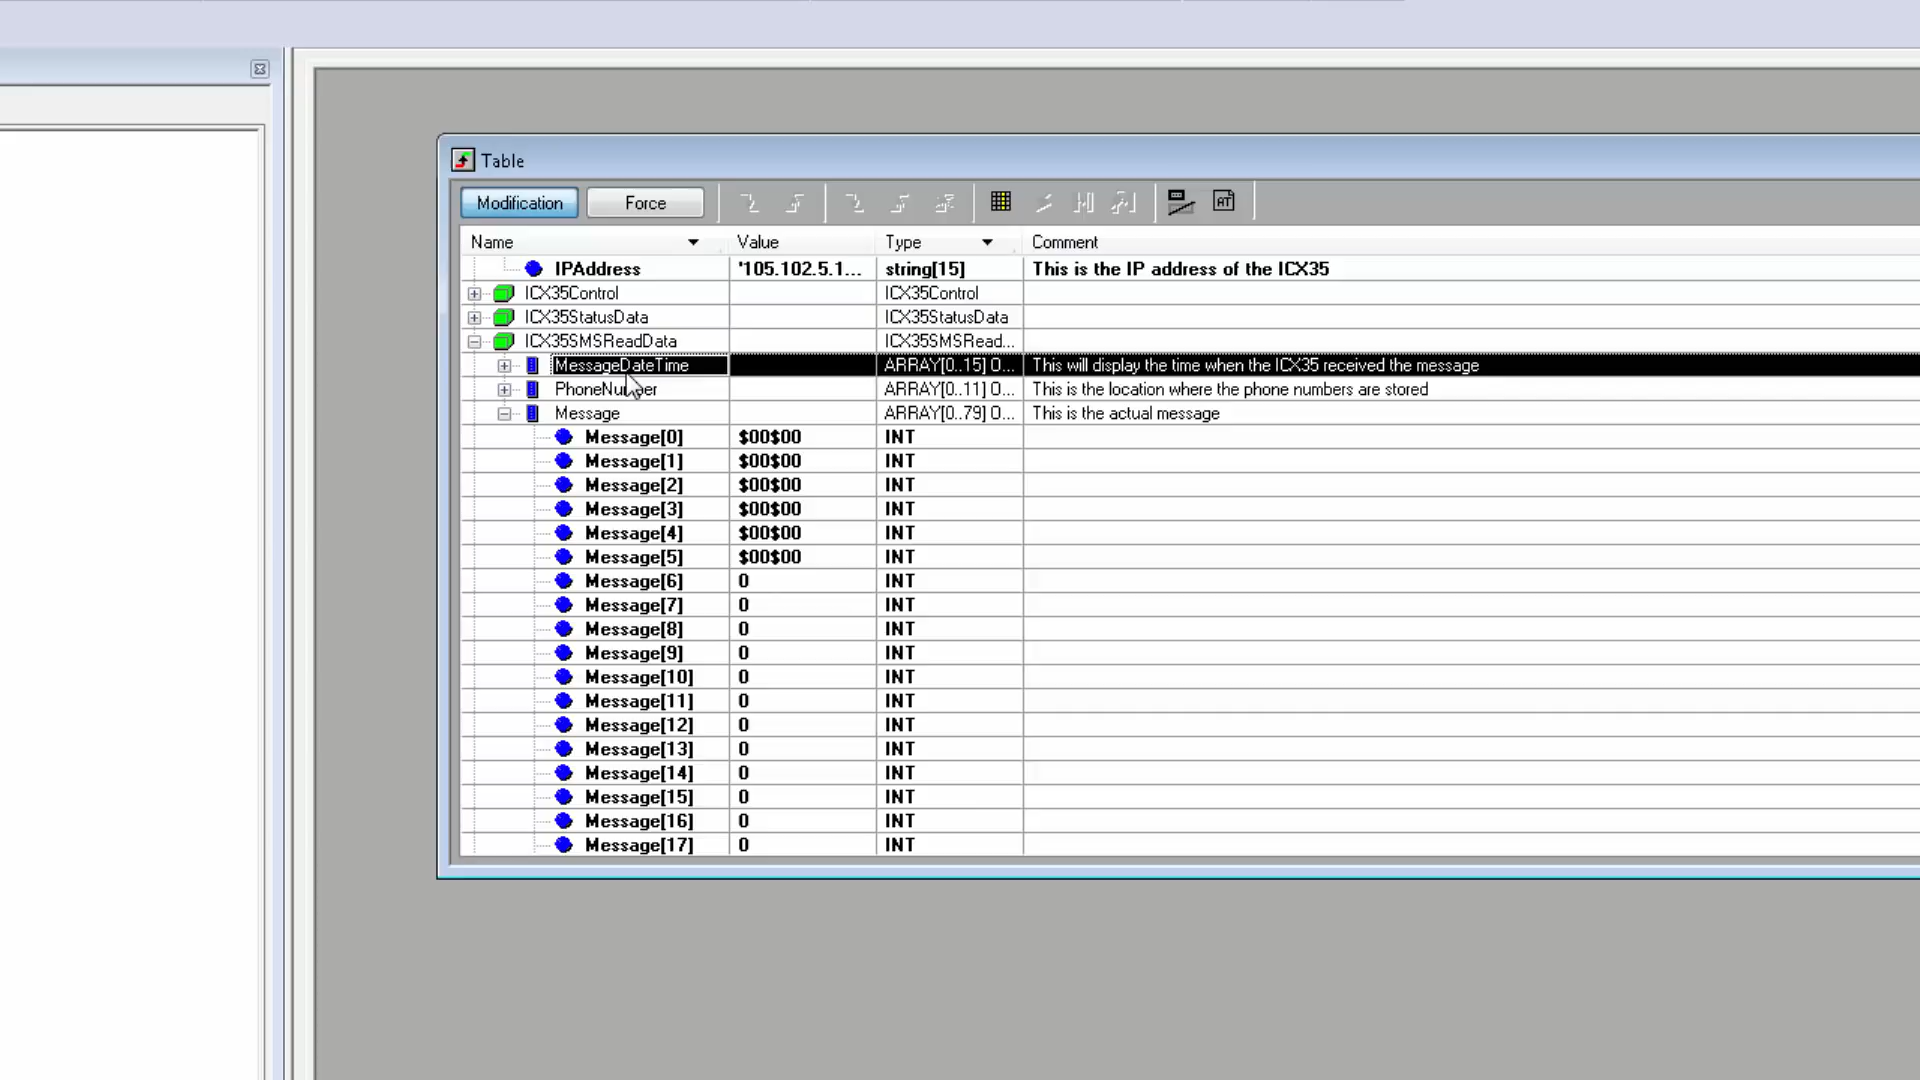 Table
Modification Force AT
Name Value Type Comment
IPAddress '105.102.5.1... string[15] This is the IP address of the ICX35
ICX35Control ICX35Control
ICX35StatusData ICX35StatusData
ICX35SMSReadData ICX35SMSRead...
MessageDateTime ARRAY[0..15] O... This will display the time when the ICX35 received the message
PhoneNumber ARRAY[0..11] O... This is the location where the phone numbers are stored
Message ARRAY[0..79] O... This is the actual message
Message[0] $00$00 INT
Message[1] $00$00 INT
Message[2] $00$00 INT
Message[3] $00$00 INT
Message[4] $00$00 INT
Message[5] $00$00 INT
Message[6] 0 INT
Message[7] 0 INT
Message[8] 0 INT
Message[9] 0 INT
Message[10] 0 INT
Message[11] 0 INT
Message[12] 0 INT
Message[13] 0 INT
Message[14] 0 INT
Message[15] 0 INT
Message[16] 0 INT
Message[17] 0 INT